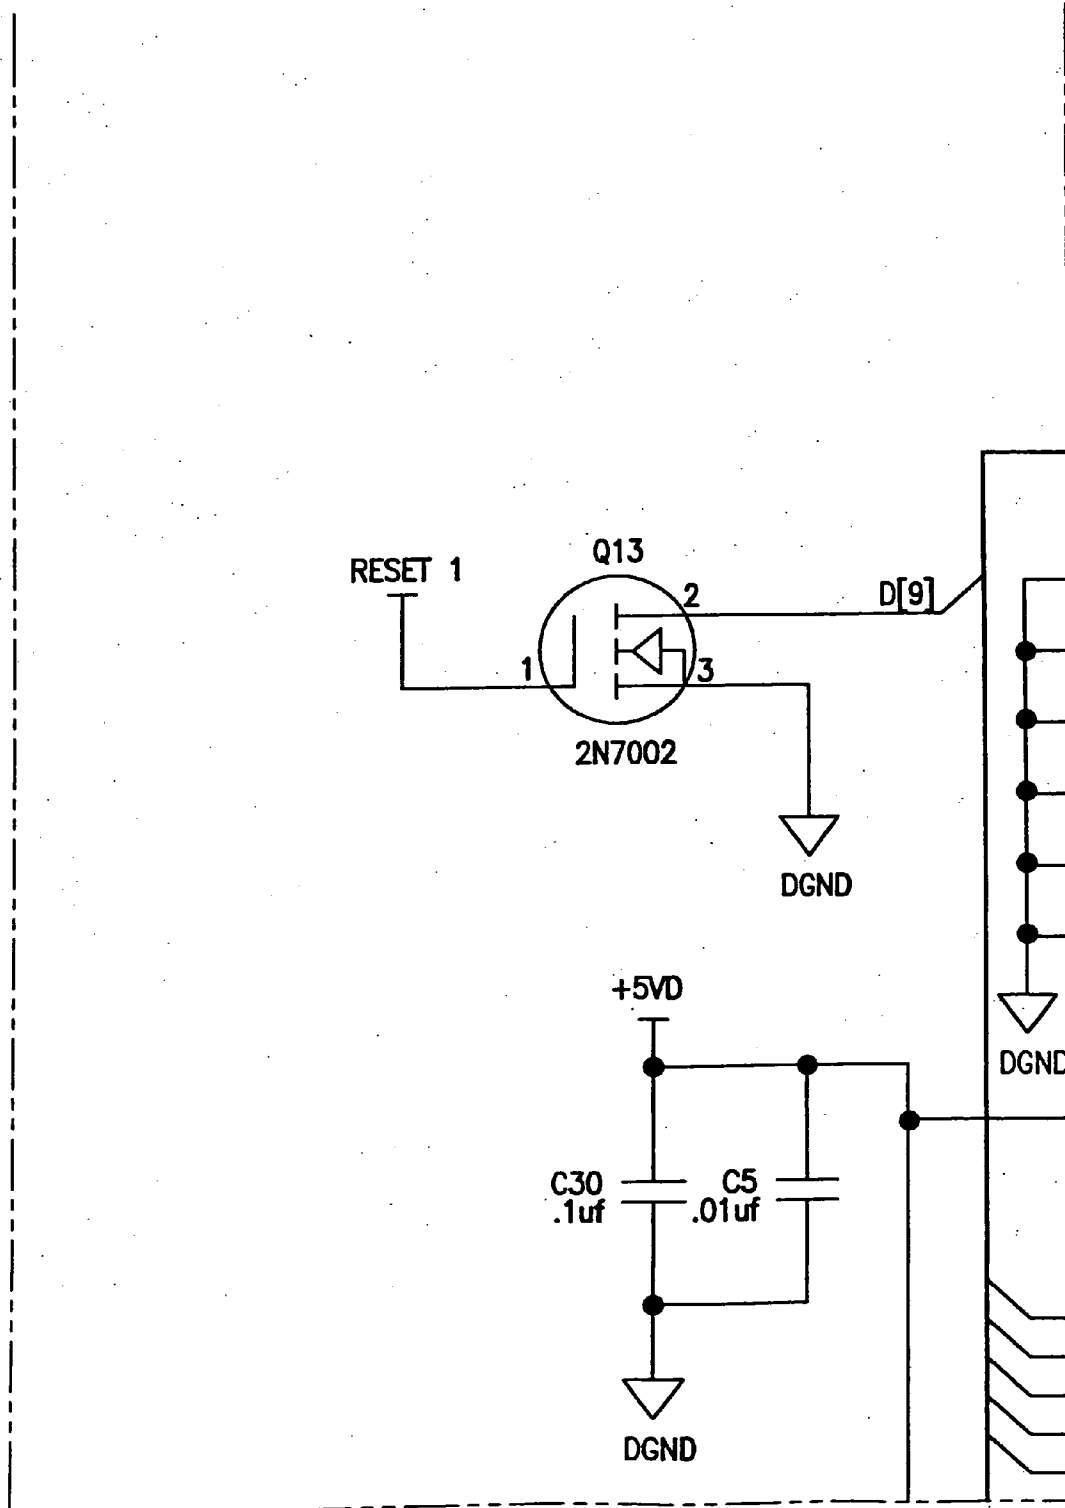 Q13
RESET 1
2
D[9]
1
3
2N7002
DGND
+5VD
DGND
C30
.1uf
C5
.01uf
DGND